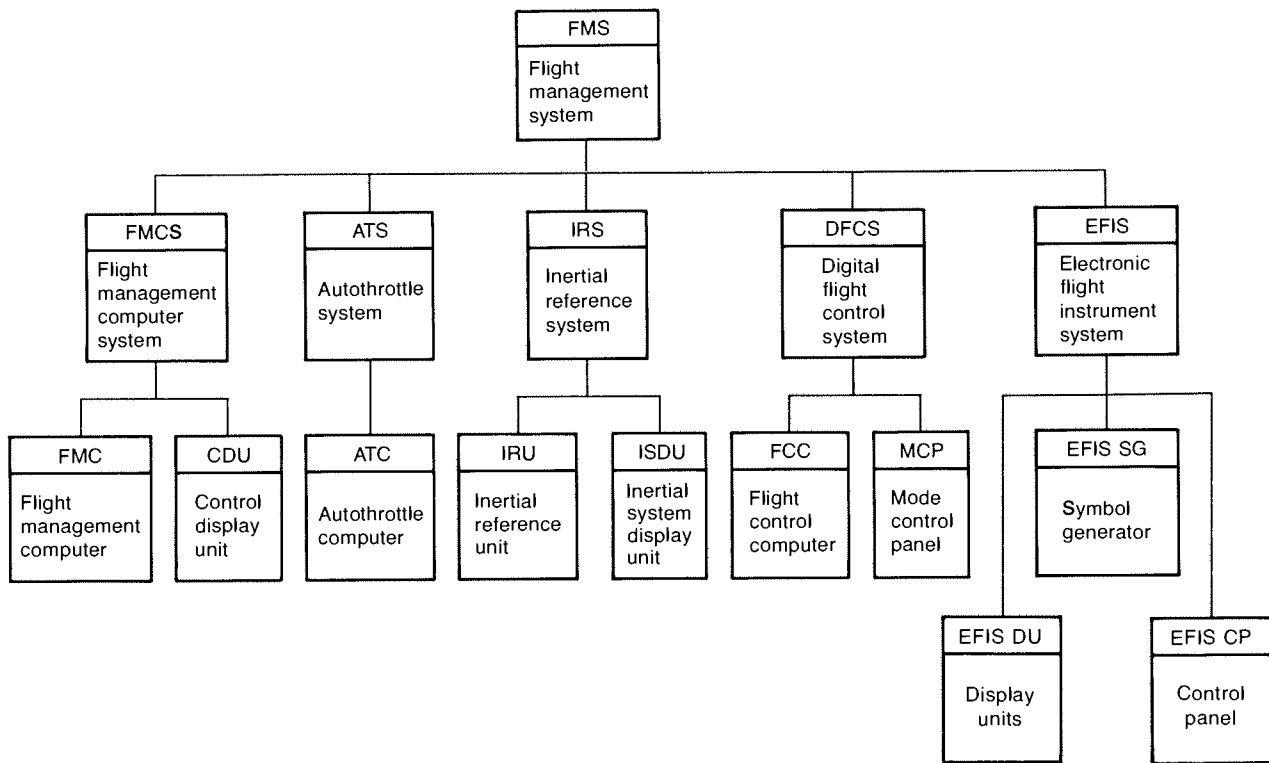 FMS
Flight
management
system
FMCS
Flight
management
computer
system
ATS
Autothrottle
system
IRS
Inertial
reference
system
DFCS
Digital
flight
control
system
EFIS
Electronic
flight
instrument
system
FMC
Flight
management
computer
CDU
Control
display
unit
ATC
Autothrottle
computer
IRU
Inertial
reference
unit
ISDU
Inertial
system
display
unit
FCC
Flight
control
computer
MCP
Mode
control
panel
EFIS SG
Symbol
generator
EFIS DU
Display
units
EFIS CP
Control
panel